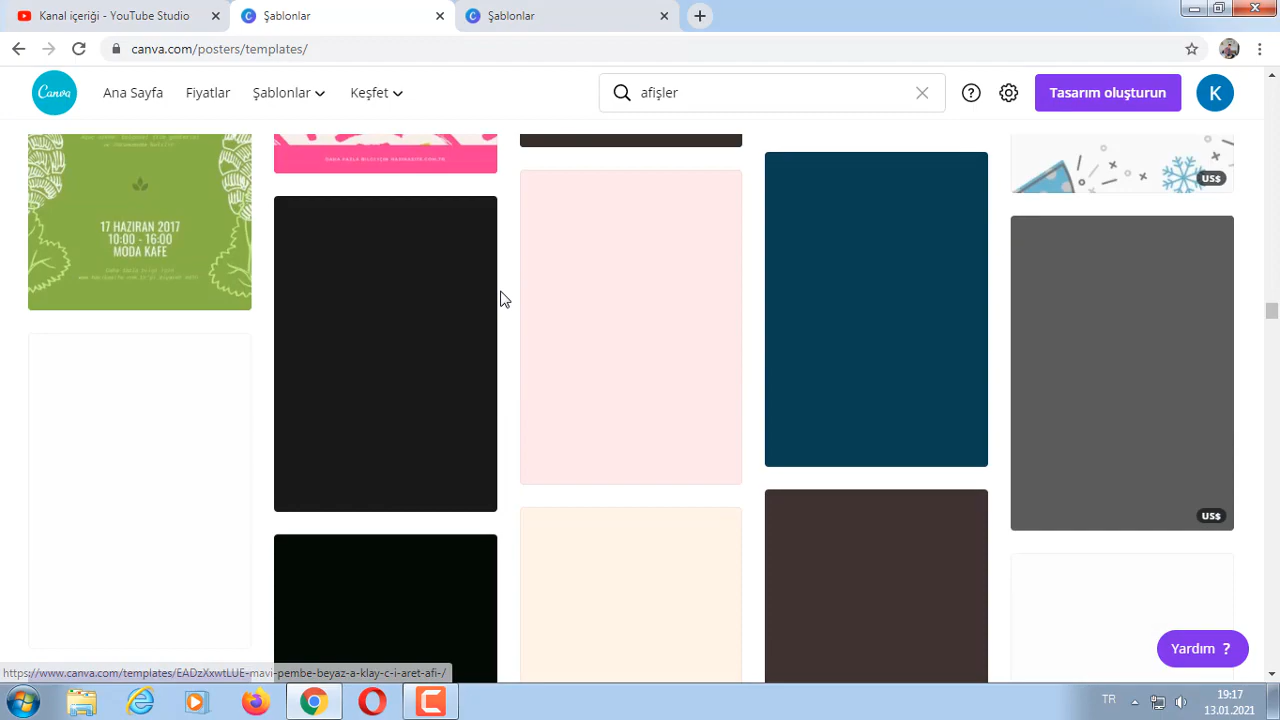 Kanal içeriği - YouTube Studio
Şablonlar
Şablonlar
canva.com/posters/templates/
Canva
Ana Sayfa
Fiyatlar
Şablonlar
Keşfet
afişler
Tasarım oluşturun
K
17 HAZIRAN 2017
10:00 - 16:00
MODA KAFE
US$
US$
Yardım ?
https://www.canva.com/templates/EADzXxwtLUE-mavi-pembe-beyaz-a-klay-c-i-aret-afi-/
TR
19:17
13.01.2021